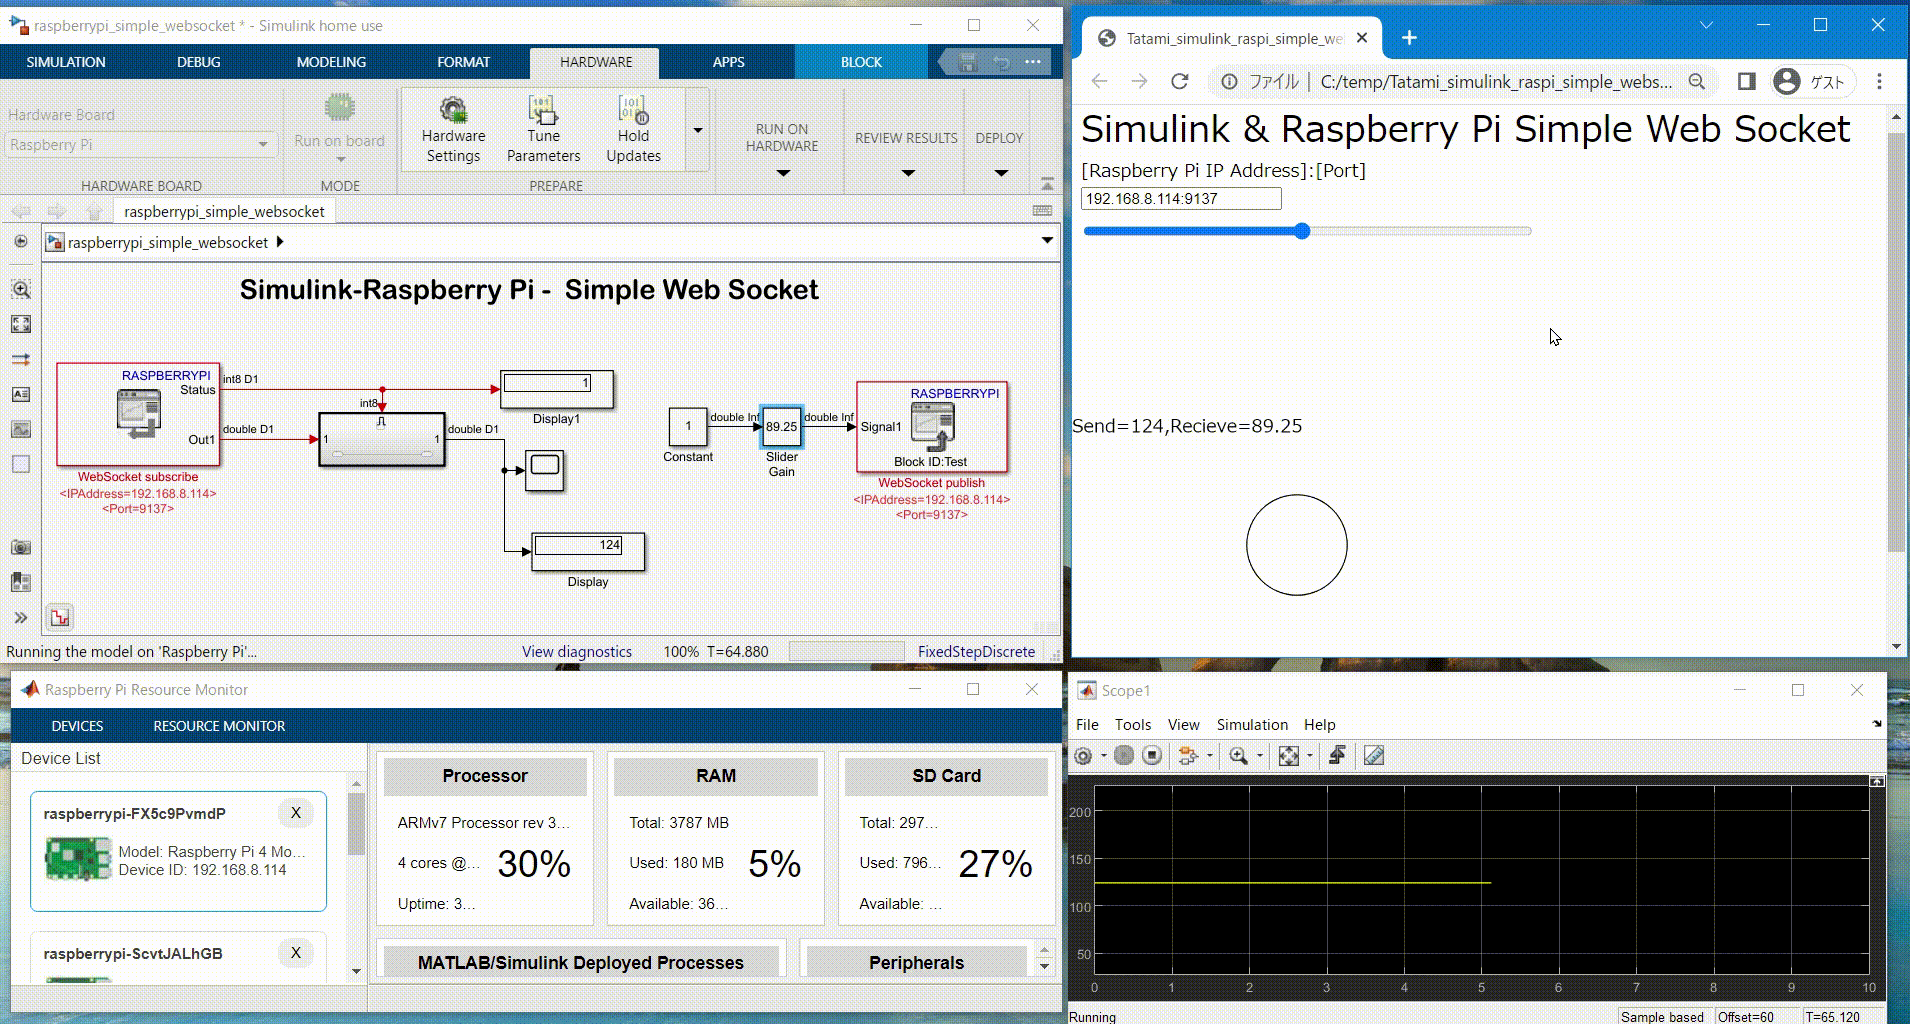 raspberrypi_simple_websocket * - Simulink home use
SIMULATION DEBUG MODELING FORMAT HARDWARE APPS BLOCK
Hardware Board
Raspberry Pi
HARDWARE BOARD
Run on board
MODE
Hardware Settings
Tune Parameters
Hold Updates
PREPARE
RUN ON HARDWARE
REVIEW RESULTS
DEPLOY
raspberrypi_simple_websocket
raspberrypi_simple_websocket
Simulink-Raspberry Pi - Simple Web Socket
RASPBERRYPI
Status
Out1
WebSocket subscribe
<IPAddress=192.168.8.114>
<Port=9137>
int8 D1
double D1
int8
1 1
double D1
1
Display1
124
Display
1
Constant
double Inf
89.25
Slider
Gain
double Inf
RASPBERRYPI
Signal1
Block ID:Test
WebSocket publish
<IPAddress=192.168.8.114>
<Port=9137>
Running the model on 'Raspberry Pi'... View diagnostics 100% T=64.880 FixedStepDiscrete
Tatami_simulink_raspi_simple_we
ファイル | C:/temp/Tatami_simulink_raspi_simple_webs... ゲスト
Simulink & Raspberry Pi Simple Web Socket
[Raspberry Pi IP Address]:[Port]
192.168.8.114:9137
Send=124,Recieve=89.25
Raspberry Pi Resource Monitor
DEVICES RESOURCE MONITOR
Device List
raspberrypi-FX5c9PvmdP X
Model: Raspberry Pi 4 Mo...
Device ID: 192.168.8.114
raspberrypi-ScvtJALhGB X
Processor
ARMv7 Processor rev 3...
4 cores @... 30%
Uptime: 3...
RAM
Total: 3787 MB
Used: 180 MB 5%
Available: 36...
SD Card
Total: 297...
Used: 796... 27%
Available: ...
MATLAB/Simulink Deployed Processes
Peripherals
Scope1
File Tools View Simulation Help
200
150
100
50
0 1 2 3 4 5 6 7 8 9 10
Running Sample based Offset=60 T=65.120